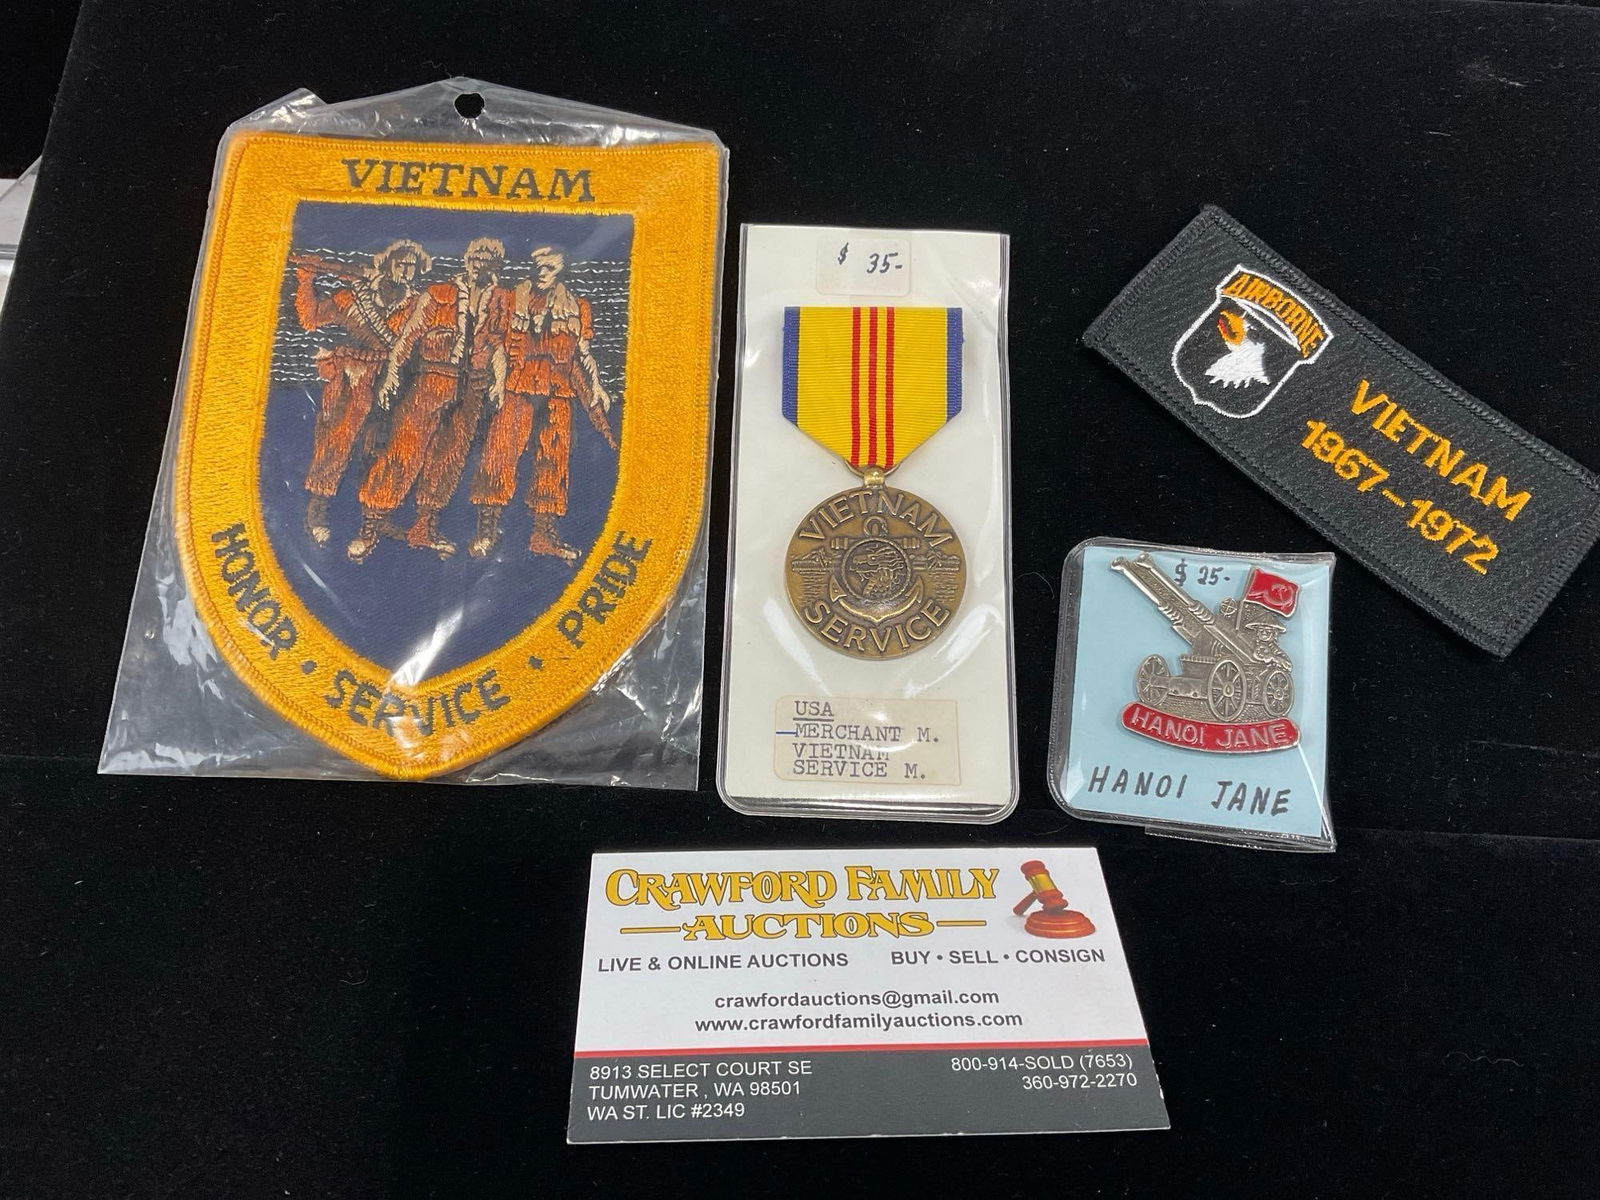 VIETNAM
HONOR • SERVICE • PRIDE
$ 35-
VIETNAM
SERVICE
USA
MERCHANT M.
VIETNAM
SERVICE M.
AIRBORNE
VIETNAM
1967-1972
$ 25-
HANOI JANE
HANOI JANE
CRAWFORD FAMILY
—AUCTIONS—
LIVE & ONLINE AUCTIONS BUY • SELL • CONSIGN
crawfordauctions@gmail.com
www.crawfordfamilyauctions.com
8913 SELECT COURT SE
TUMWATER , WA 98501
WA ST. LIC #2349
800-914-SOLD (7653)
360-972-2270